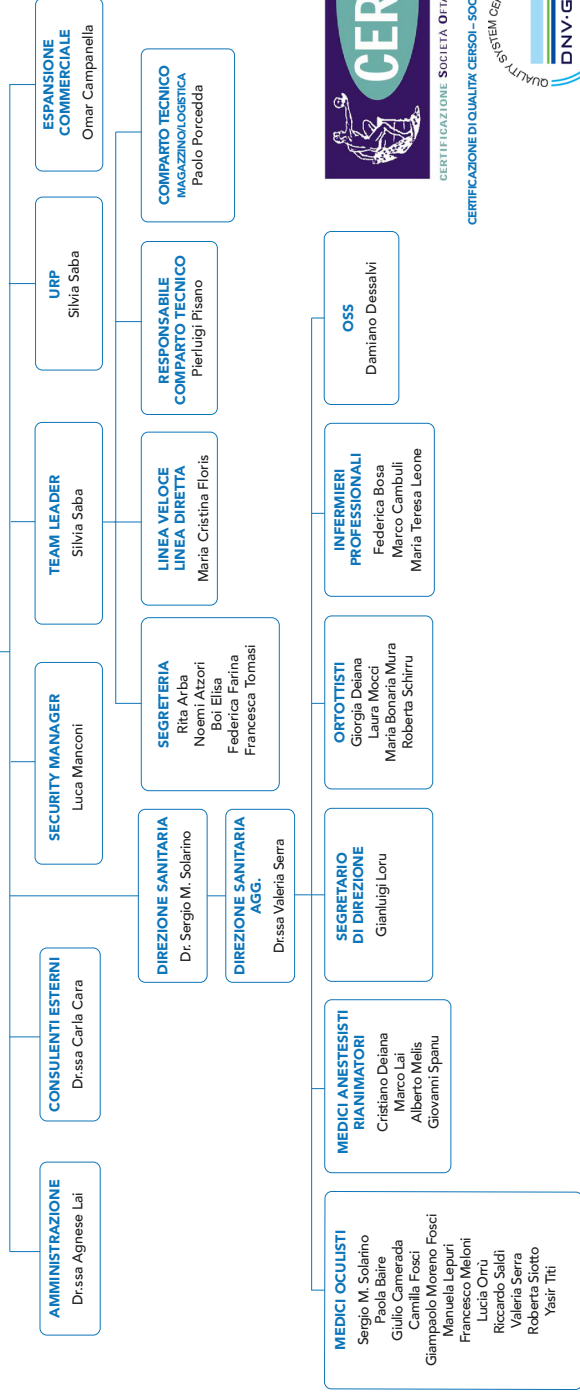 AMMINISTRAZIONE
Dr.ssa Agnese Lai
CONSULENTI ESTERNI
Dr.ssa Carla Cara
SECURITY MANAGER
Luca Manconi
TEAM LEADER
Silvia Saba
URP
Silvia Saba
ESPANSIONE
COMMERCIALE
Omar Campanella
DIREZIONE SANITARIA
Dr. Sergio M. Solarino
DIREZIONE SANITARIA
AGG.
Dr.ssa Valeria Serra
SEGRETERIA
Rita Arba
Noemi Atzori
Boi Elisa
Federica Farina
Francesca Tomasi
LINEA VELOCE
LINEA DIRETTA
Maria Cristina Floris
RESPONSABILE
COMPARTO TECNICO
Pierluigi Pisano
COMPARTO TECNICO
MAGAZZINO/LOGISTICA
Paolo Porcedda
MEDICI OCULISTI
Sergio M. Solarino
Paola Baire
Giulio Camerada
Camilla Fosci
Giampaolo Moreno Fosci
Manuela Lepuri
Francesco Meloni
Lucia Orrù
Riccardo Saldi
Valeria Serra
Roberta Siotto
Yasir Titi
MEDICI ANESTESISTI
RIANIMATORI
Cristiano Deiana
Marco Lai
Alberto Melis
Giovanni Spanu
SEGRETARIO
DI DIREZIONE
Gianluigi Loru
ORTOTTISTI
Giorgia Deiana
Laura Mocci
Maria Bonaria Mura
Roberta Schirru
INFERMIERI
PROFESSIONALI
Federica Bosa
Marco Cambuli
Maria Teresa Leone
OSS
Damiano Dessalvi
CER
CERTIFICAZIONE SOCIETÀ OFTA
CERTIFICAZIONE DI QUALITA' CERSOI – SOC
QUALITY SYSTEM CE
DNV·G